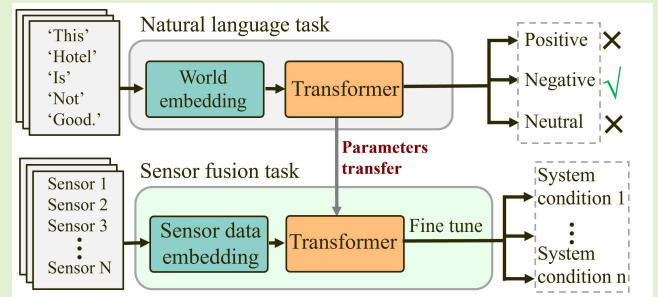 Natural language task
‘This’
‘Hotel’
‘Is’
‘Not’
‘Good.’
World
embedding
Transformer
Positive
Negative
Neutral
Parameters
transfer
Sensor fusion task
Sensor 1
Sensor 2
Sensor 3
Sensor N
Sensor data
embedding
Transformer
Fine tune
System
condition 1
System
condition n